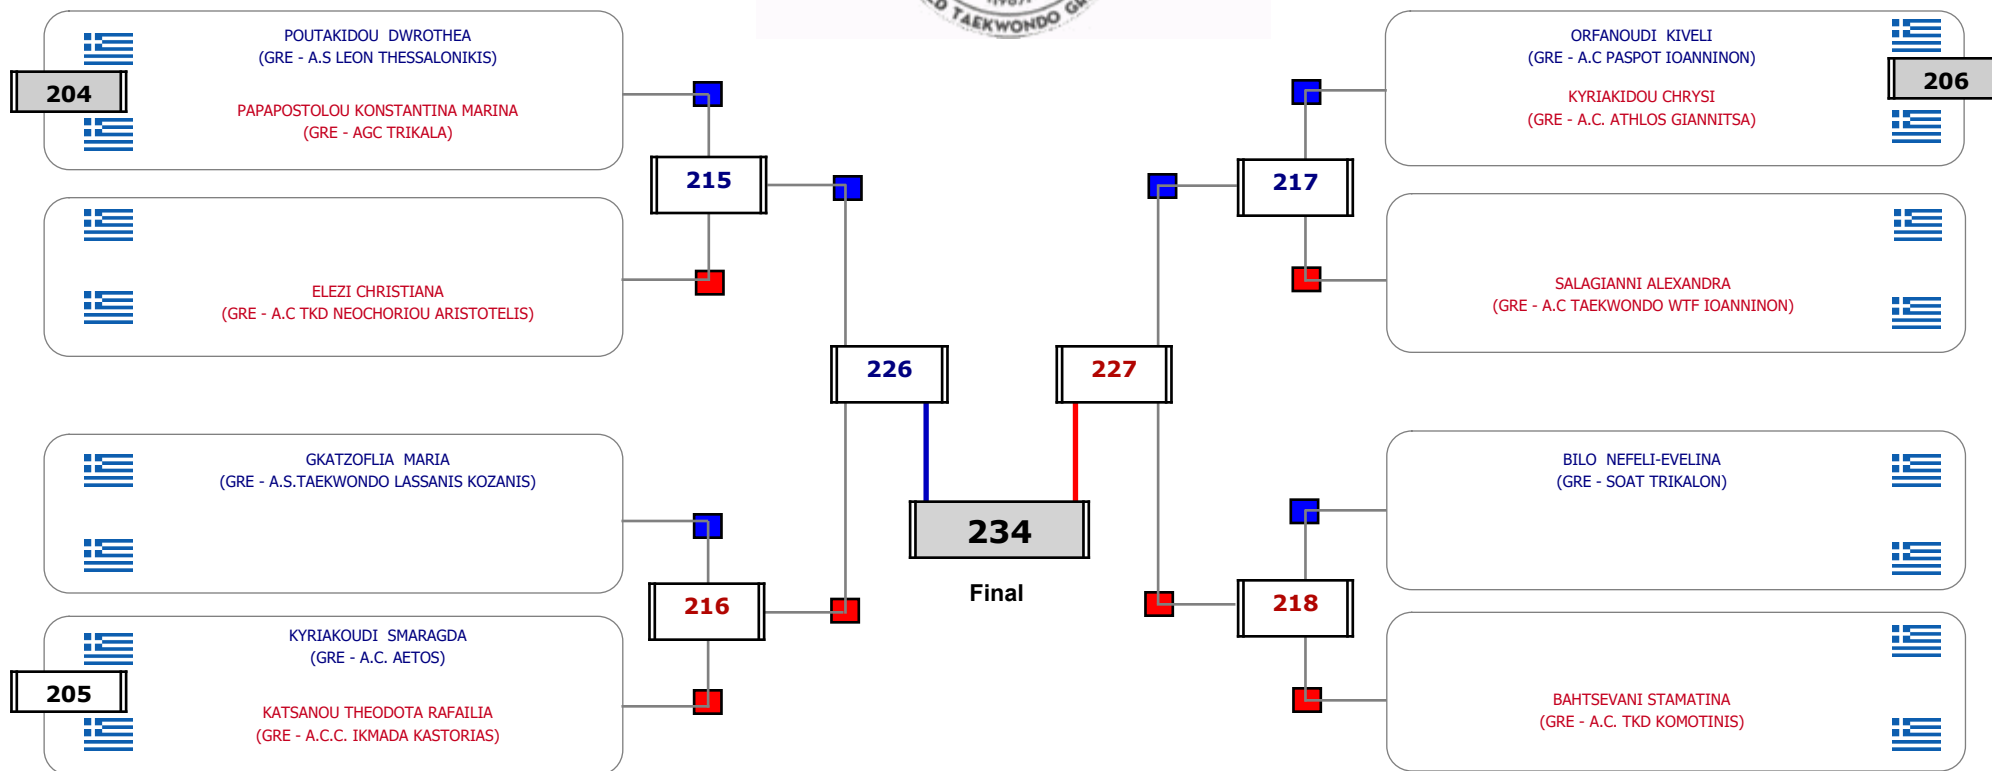 TAEKWONDO
POUTAKIDOU DWROTHEA
(GRE - A.S LEON THESSALONIKIS)
204
PAPAPOSTOLOU KONSTANTINA MARINA
(GRE - AGC TRIKALA)
215
ELEZI CHRISTIANA
(GRE - A.C TKD NEOCHORIOU ARISTOTELIS)
226
GKATZOFLIA MARIA
(GRE - A.S.TAEKWONDO LASSANIS KOZANIS)
216
KYRIAKOUDI SMARAGDA
(GRE - A.C. AETOS)
205
KATSANOU THEODOTA RAFAILIA
(GRE - A.C.C. IKMADA KASTORIAS)
234
Final
ORFANOUDI KIVELI
(GRE - A.C PASPOT IOANNINON)
206
KYRIAKIDOU CHRYSI
(GRE - A.C. ATHLOS GIANNITSA)
217
SALAGIANNI ALEXANDRA
(GRE - A.C TAEKWONDO WTF IOANNINON)
227
BILO NEFELI-EVELINA
(GRE - SOAT TRIKALON)
218
BAHTSEVANI STAMATINA
(GRE - A.C. TKD KOMOTINIS)